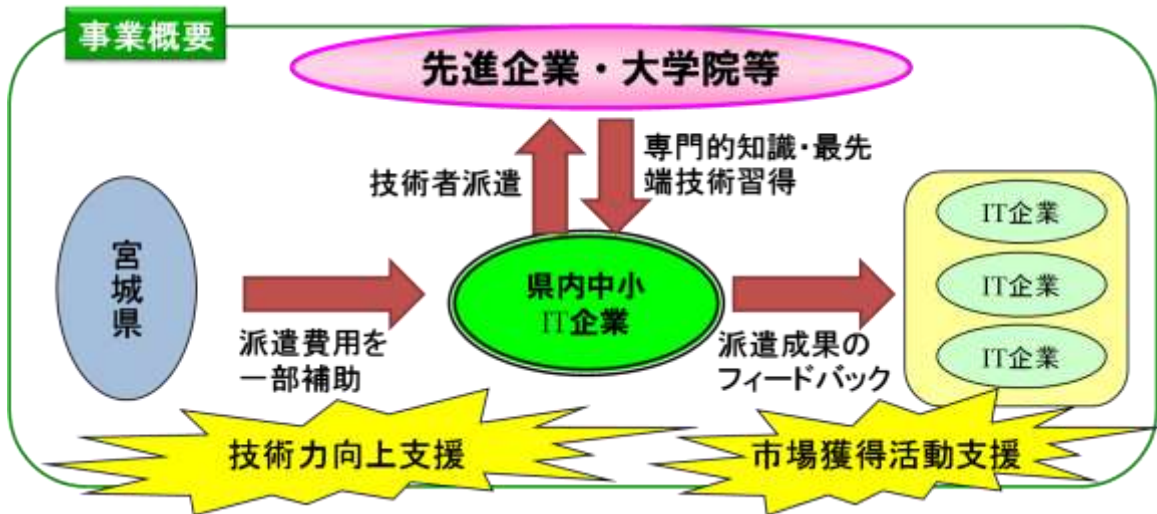 事業概要
先進企業・大学院等
技術者派遣
専門的知識・最先
端技術習得
宮城県
派遣費用を
一部補助
県内中小
IT企業
派遣成果の
フィードバック
IT企業
IT企業
IT企業
技術力向上支援
市場獲得活動支援